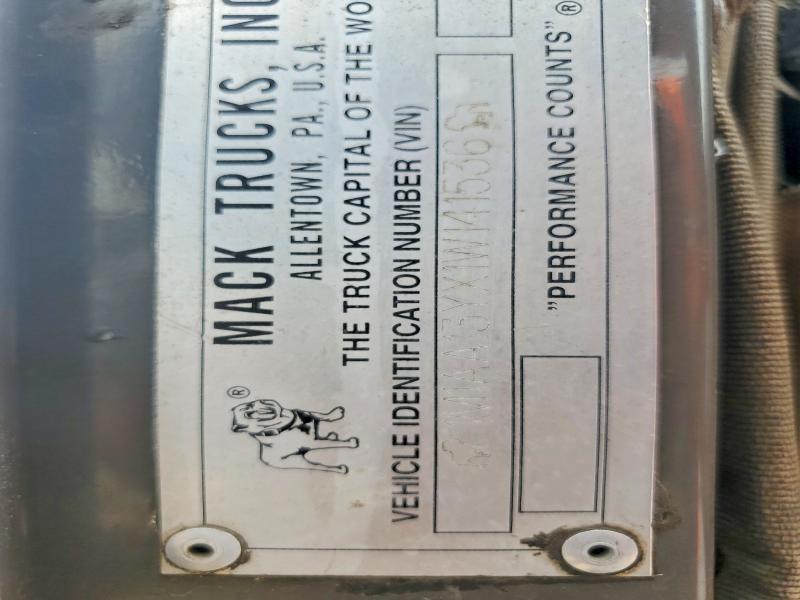 MACK TRUCKS, INC
ALLENTOWN, PA., U.S.A.
THE TRUCK CAPITAL OF THE WO
VEHICLE IDENTIFICATION NUMBER (VIN)
"PERFORMANCE COUNTS"®
®